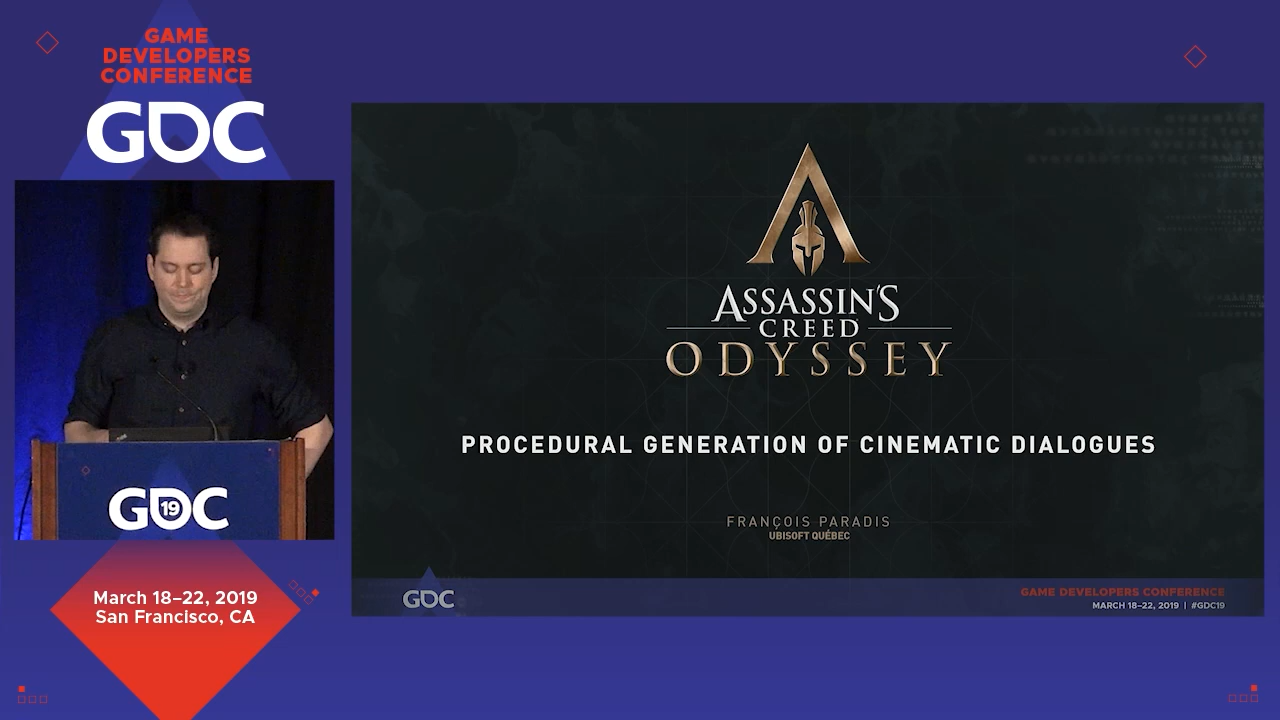 GAME
DEVELOPERS
CONFERENCE
GDC
GDC
19
March 18–22, 2019
San Francisco, CA
ASSASSIN'S
CREED
ODYSSEY
PROCEDURAL GENERATION OF CINEMATIC DIALOGUES
FRANÇOIS PARADIS
UBISOFT QUÉBEC
GDC
GAME DEVELOPERS CONFERENCE
MARCH 18–22, 2019 | #GDC19